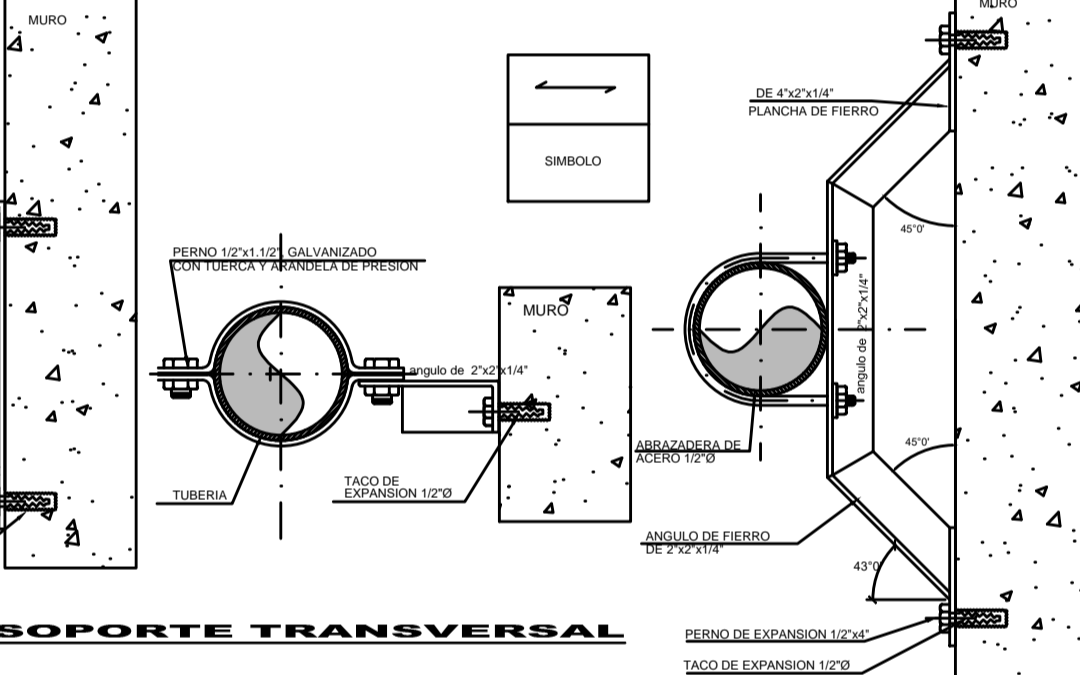 MURO
MURO
DE 4"x2"x1/4"
PLANCHA DE FIERRO
SIMBOLO
45°0'
PERNO 1/2"x1.1/2", GALVANIZADO
CON TUERCA Y ARANDELA DE PRESION
MURO
angulo de 2"x2"x1/4"
angulo de 2"x2"x1/4"
ABRAZADERA DE
ACERO 1/2"Ø
45°0'
TUBERIA
TACO DE
EXPANSION 1/2"Ø
ANGULO DE FIERRO
DE 2"x2"x1/4"
43°0'
SOPORTE TRANSVERSAL
PERNO DE EXPANSION 1/2"x4"
TACO DE EXPANSION 1/2"Ø